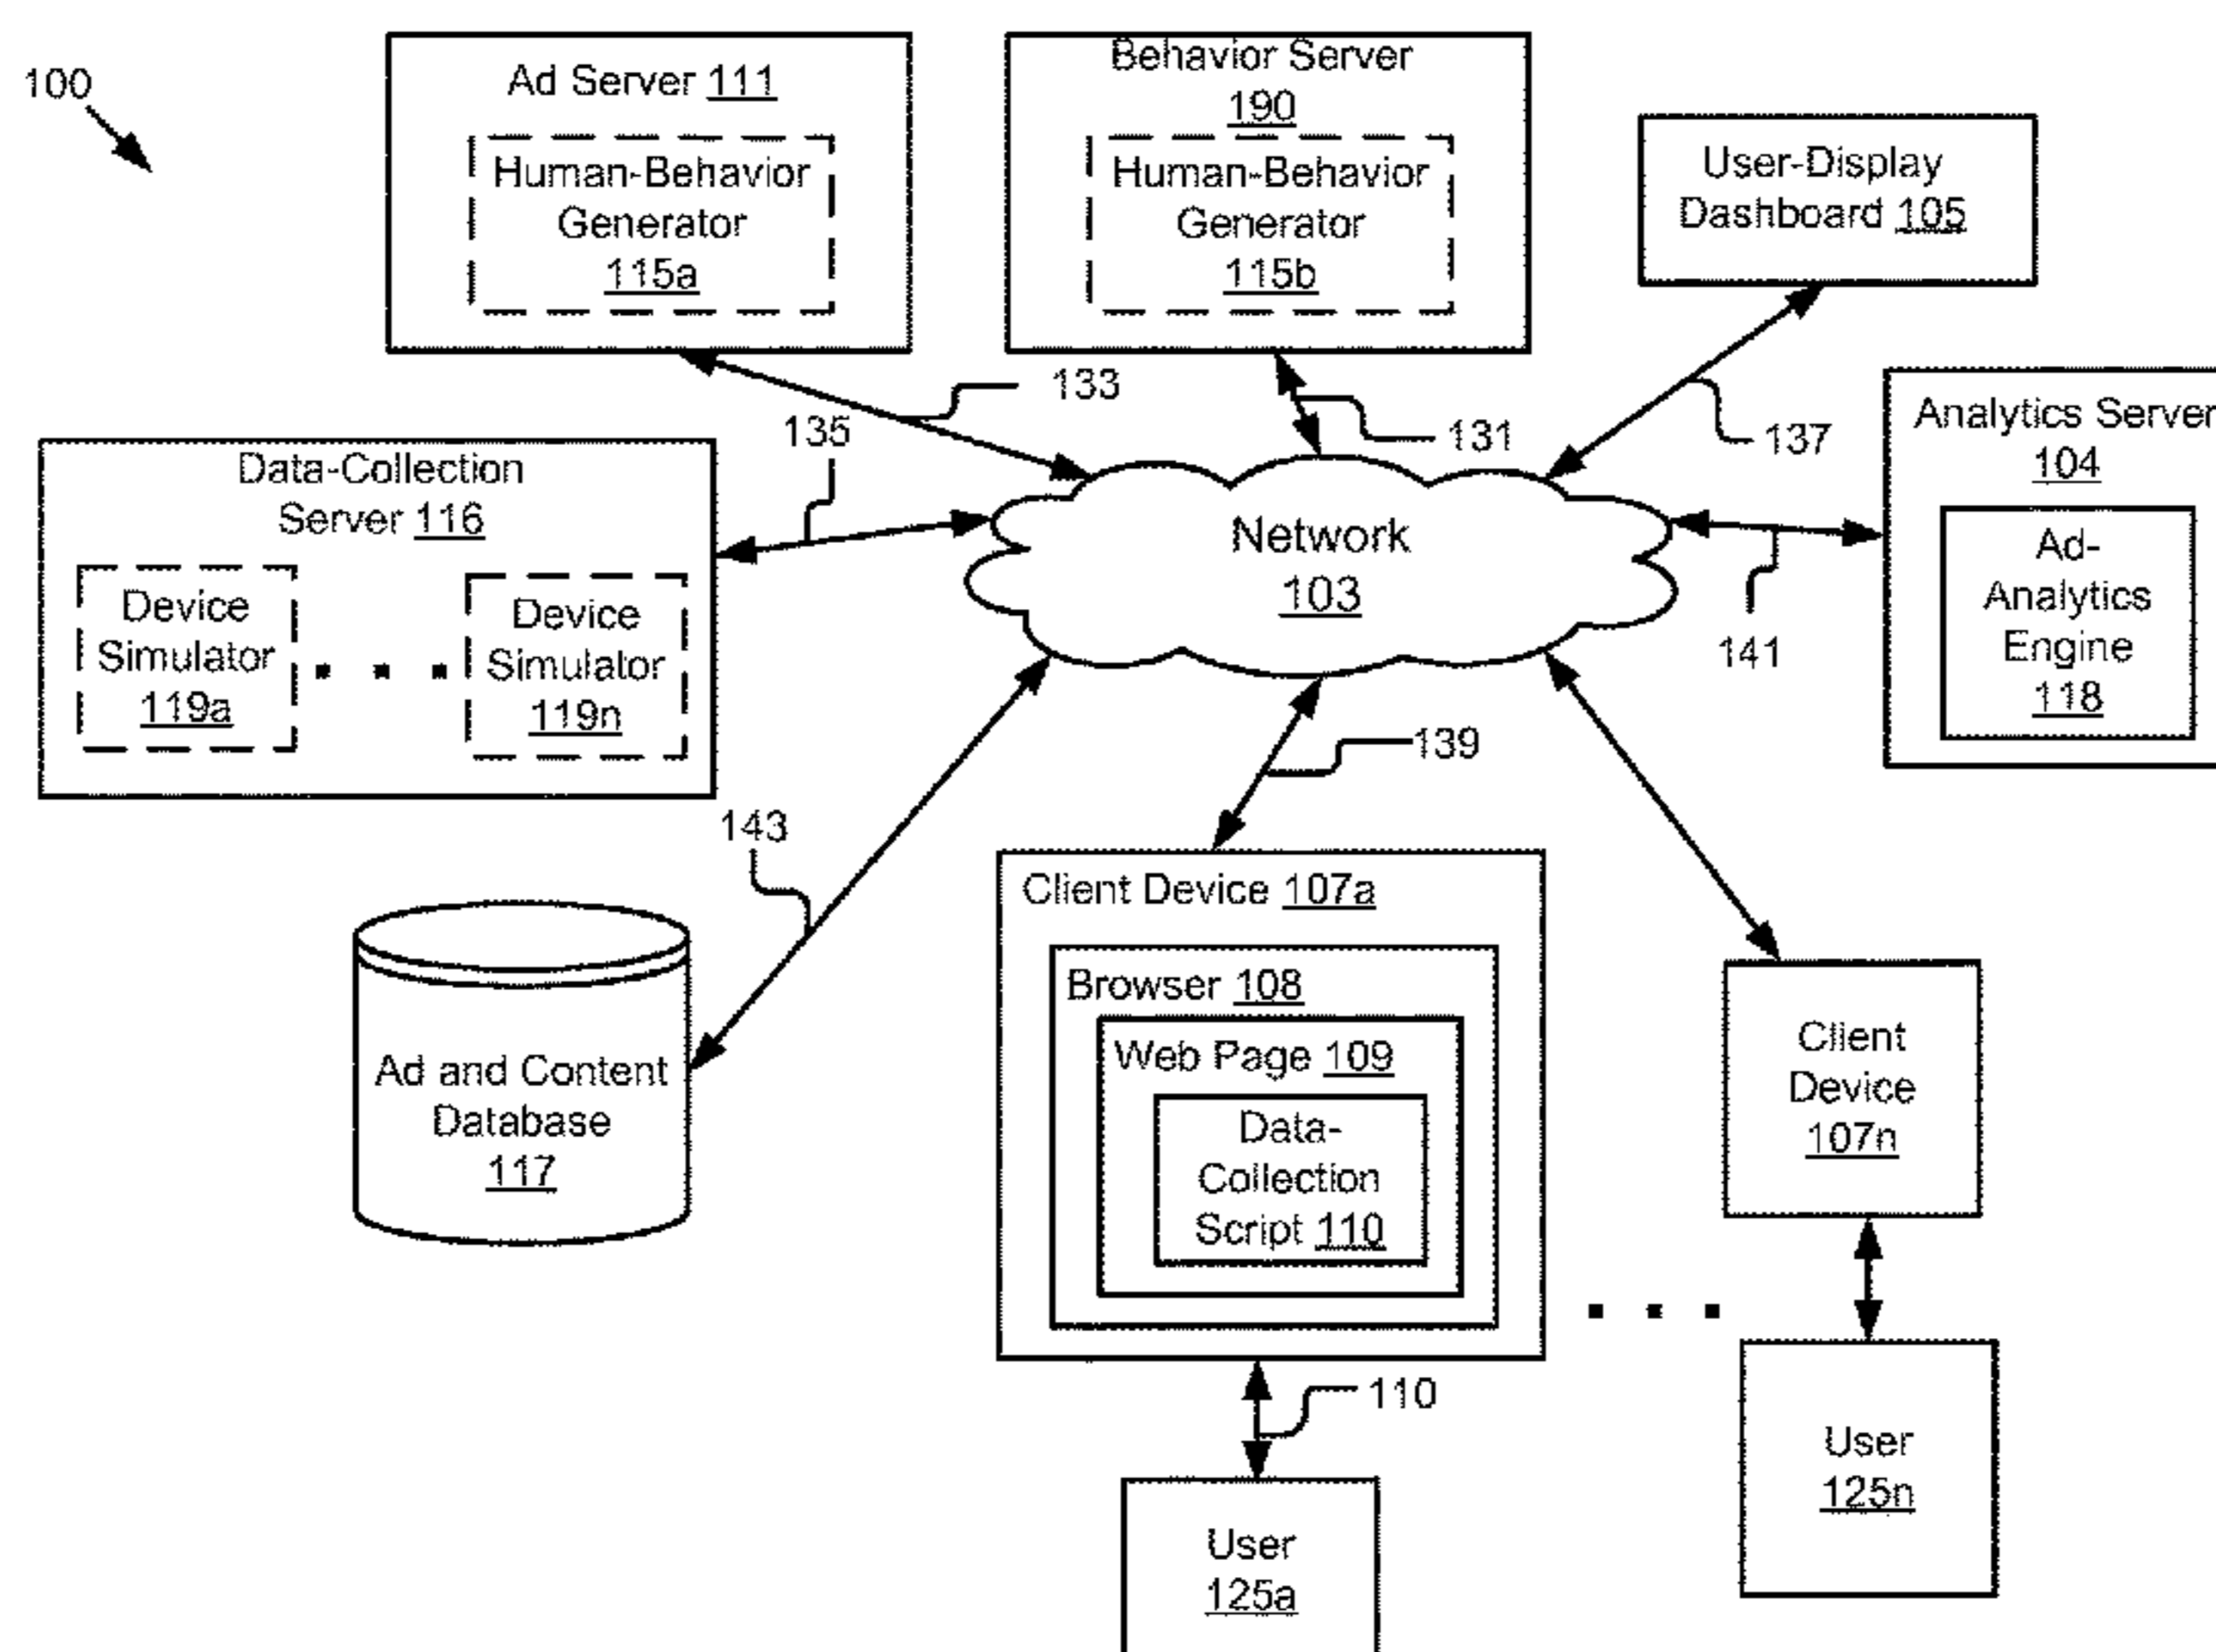 100
Ad Server 111
Human-Behavior
Generator
115a
Behavior Server
190
Human-Behavior
Generator
115b
User-Display
Dashboard 105
133
131
137
135
Data-Collection
Server 116
Device
Simulator
119a
. . .
Device
Simulator
119n
Network
103
Analytics Server
104
Ad-
Analytics
Engine
118
141
139
143
Ad and Content
Database
117
Client Device 107a
Browser 108
Web Page 109
Data-
Collection
Script 110
Client
Device
107n
. . .
110
User
125a
User
125n